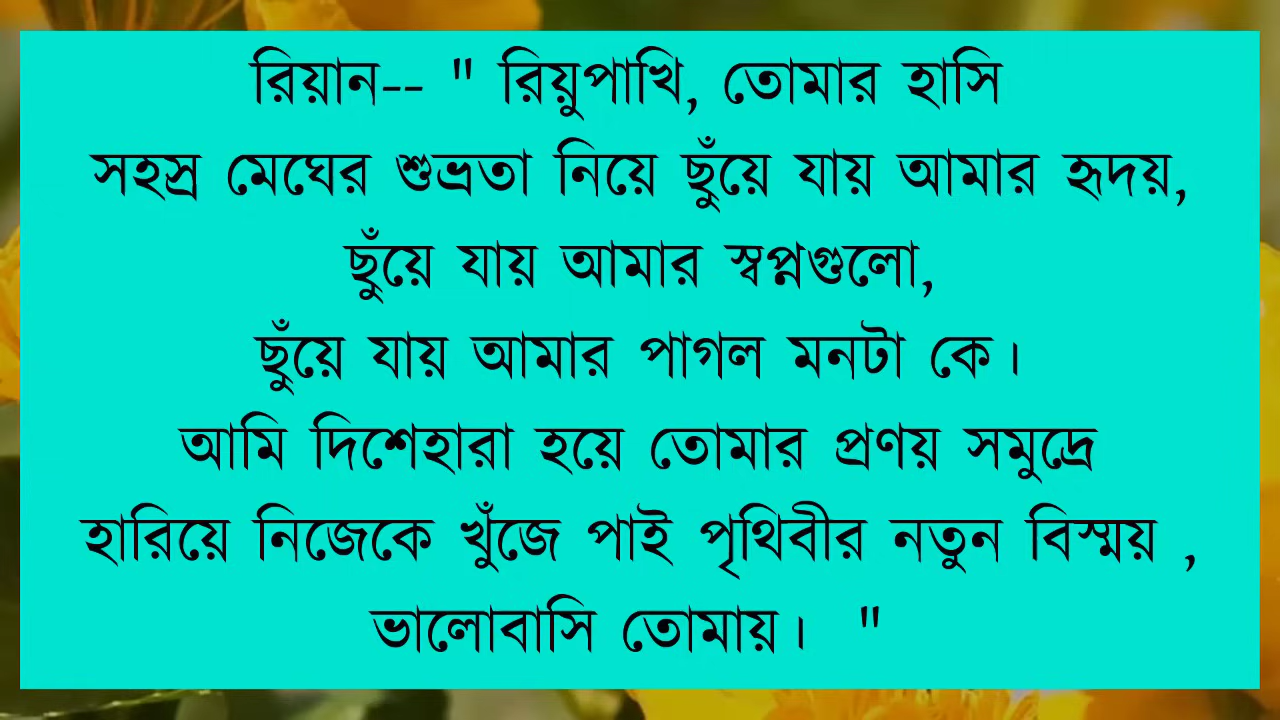 রিয়ান-- " রিয়ুপাখি, তোমার হাসি
সহস্র মেঘের শুভ্রতা নিয়ে ছুঁয়ে যায় আমার হৃদয়,
ছুঁয়ে যায় আমার স্বপ্নগুলো,
ছুঁয়ে যায় আমার পাগল মনটা কে।
আমি দিশেহারা হয়ে তোমার প্রণয় সমুদ্রে
হারিয়ে নিজেকে খুঁজে পাই পৃথিবীর নতুন বিস্ময় ,
ভালোবাসি তোমায়। "